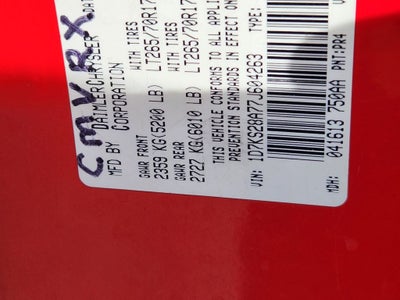 CMVRX
MFD BY DAIMLERCHRYSLER
CORPORATION
GAWR FRONT WITH TIRES
2359 KG(5200 LB) LT265/70R17
GAWR REAR WITH TIRES
2727 KG(6010 LB) LT265/70R17
THIS VEHICLE CONFORMS TO ALL APPLI
PREVENTION STANDARDS IN EFFECT ON
VIN: 1D7KS28A77J604263 TYPE:
MDH: 041613 750AA PNT:PR4